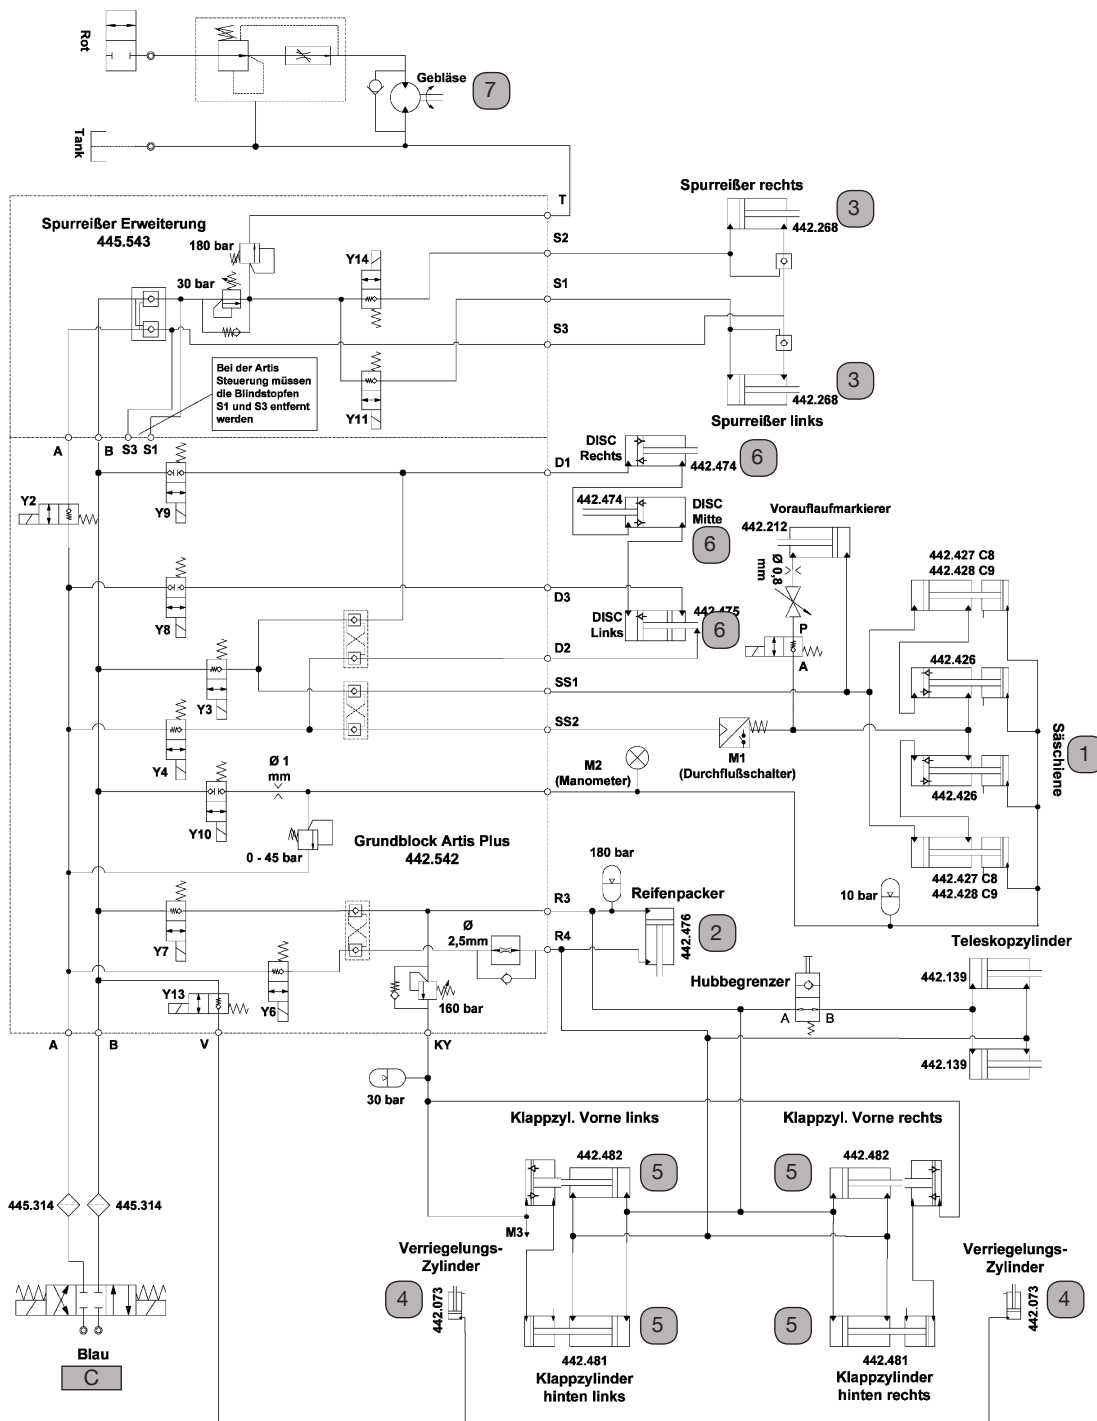 Rot
Gebläse
7
Tank
T
Spurreißer Erweiterung
445.543
180 bar
30 bar
Y14
Y11
S2
S1
S3
Spurreißer rechts
3
442.268
3
442.268
Spurreißer links
Bei der Artis
Steuerung müssen
die Blindstopfen
S1 und S3 entfernt
werden
A
B
S3
S1
Y2
Y9
D1
DISC
Rechts
442.474
6
442.474
DISC
Mitte
6
Vorauflaufmarkierer
442.212
Ø 0,8
mm
P
A
442.427 C8
442.428 C9
Y8
D3
DISC
Links
442.475
6
D2
Y3
SS1
442.426
Y4
SS2
M1
(Durchflußschalter)
Säschiene
1
Ø 1
mm
M2
(Manometer)
442.426
Y10
0 - 45 bar
Grundblock Artis Plus
442.542
442.427 C8
442.428 C9
180 bar
10 bar
Reifenpacker
442.476
2
R3
R4
Y7
Ø
2,5mm
Y13
Y6
160 bar
Hubbegrenzer
A
B
Teleskopzylinder
442.139
442.139
A
B
V
KY
30 bar
Klappzyl. Vorne links
Klappzyl. Vorne rechts
442.482
5
5
442.482
445.314
445.314
M3
Verriegelungs-
Zylinder
4
442.073
Verriegelungs-
Zylinder
442.073
4
5
5
442.481
Klappzylinder
hinten links
442.481
Klappzylinder
hinten rechts
Blau
C